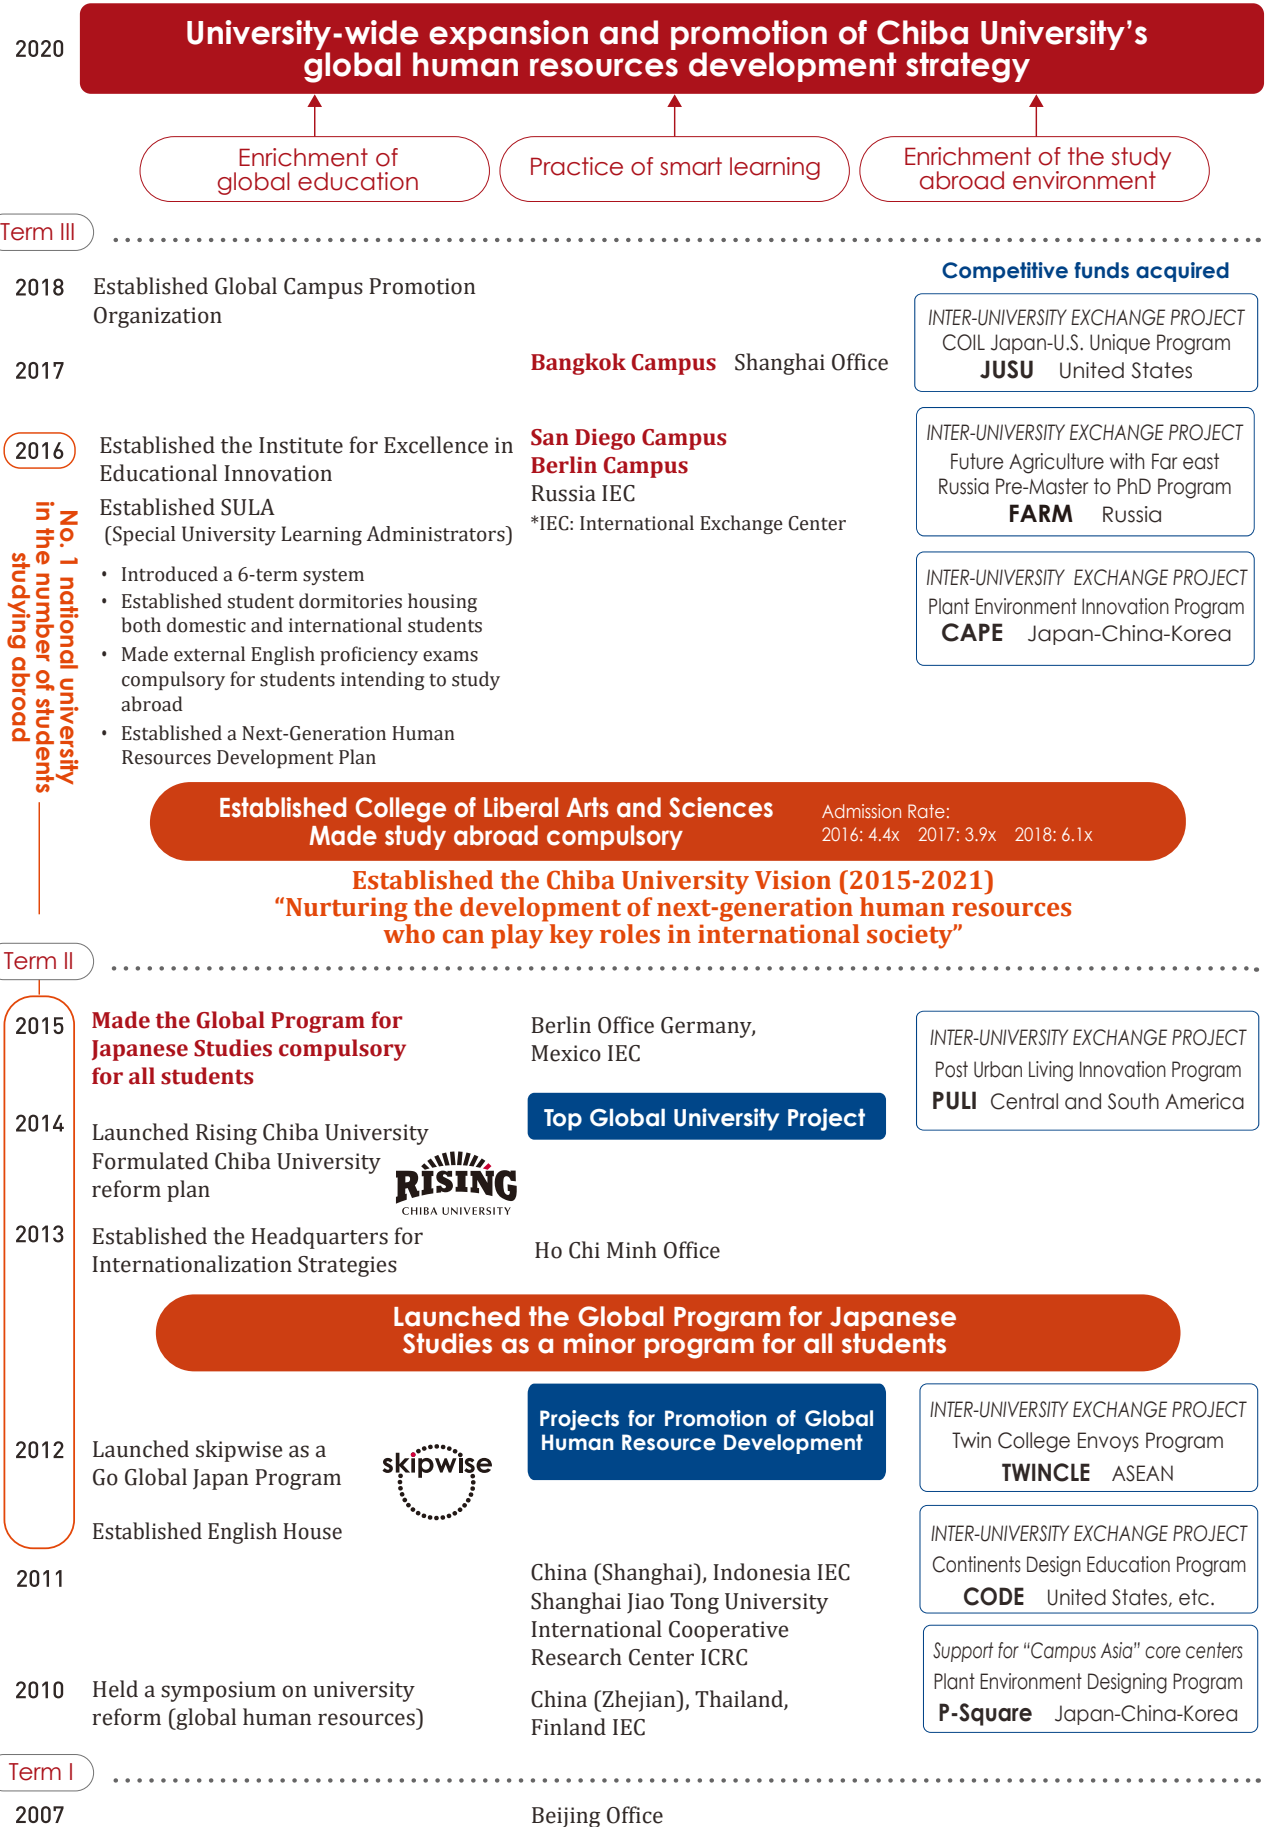 2020
University-wide expansion and promotion of Chiba University's
global human resources development strategy
Enrichment of
global education
Practice of smart learning
Enrichment of the study
abroad environment
Term III
Competitive funds acquired
2018
Established Global Campus Promotion
Organization
INTER-UNIVERSITY EXCHANGE PROJECT
COIL Japan-U.S. Unique Program
JUSU United States
2017
Bangkok Campus Shanghai Office
2016
Established the Institute for Excellence in
Educational Innovation
Established SULA
(Special University Learning Administrators)
• Introduced a 6-term system
• Established student dormitories housing
both domestic and international students
• Made external English proficiency exams
compulsory for students intending to study
abroad
• Established a Next-Generation Human
Resources Development Plan
San Diego Campus
Berlin Campus
Russia IEC
*IEC: International Exchange Center
INTER-UNIVERSITY EXCHANGE PROJECT
Future Agriculture with Far east
Russia Pre-Master to PhD Program
FARM Russia
INTER-UNIVERSITY EXCHANGE PROJECT
Plant Environment Innovation Program
CAPE Japan-China-Korea
No. 1 national university
in the number of students
studying abroad
Established College of Liberal Arts and Sciences
Made study abroad compulsory
Admission Rate:
2016: 4.4x 2017: 3.9x 2018: 6.1x
Established the Chiba University Vision (2015-2021)
“Nurturing the development of next-generation human resources
who can play key roles in international society”
Term II
2015
Made the Global Program for
Japanese Studies compulsory
for all students
Berlin Office Germany,
Mexico IEC
INTER-UNIVERSITY EXCHANGE PROJECT
Post Urban Living Innovation Program
PULI Central and South America
2014
Launched Rising Chiba University
Formulated Chiba University
reform plan
RISING
CHIBA UNIVERSITY
Top Global University Project
2013
Established the Headquarters for
Internationalization Strategies
Ho Chi Minh Office
Launched the Global Program for Japanese
Studies as a minor program for all students
2012
Launched skipwise as a
Go Global Japan Program
skipwise
Established English House
Projects for Promotion of Global
Human Resource Development
INTER-UNIVERSITY EXCHANGE PROJECT
Twin College Envoys Program
TWINCLE ASEAN
INTER-UNIVERSITY EXCHANGE PROJECT
Continents Design Education Program
CODE United States, etc.
2011
China (Shanghai), Indonesia IEC
Shanghai Jiao Tong University
International Cooperative
Research Center ICRC
Support for “Campus Asia” core centers
Plant Environment Designing Program
P-Square Japan-China-Korea
2010
Held a symposium on university
reform (global human resources)
China (Zhejian), Thailand,
Finland IEC
Term I
2007
Beijing Office